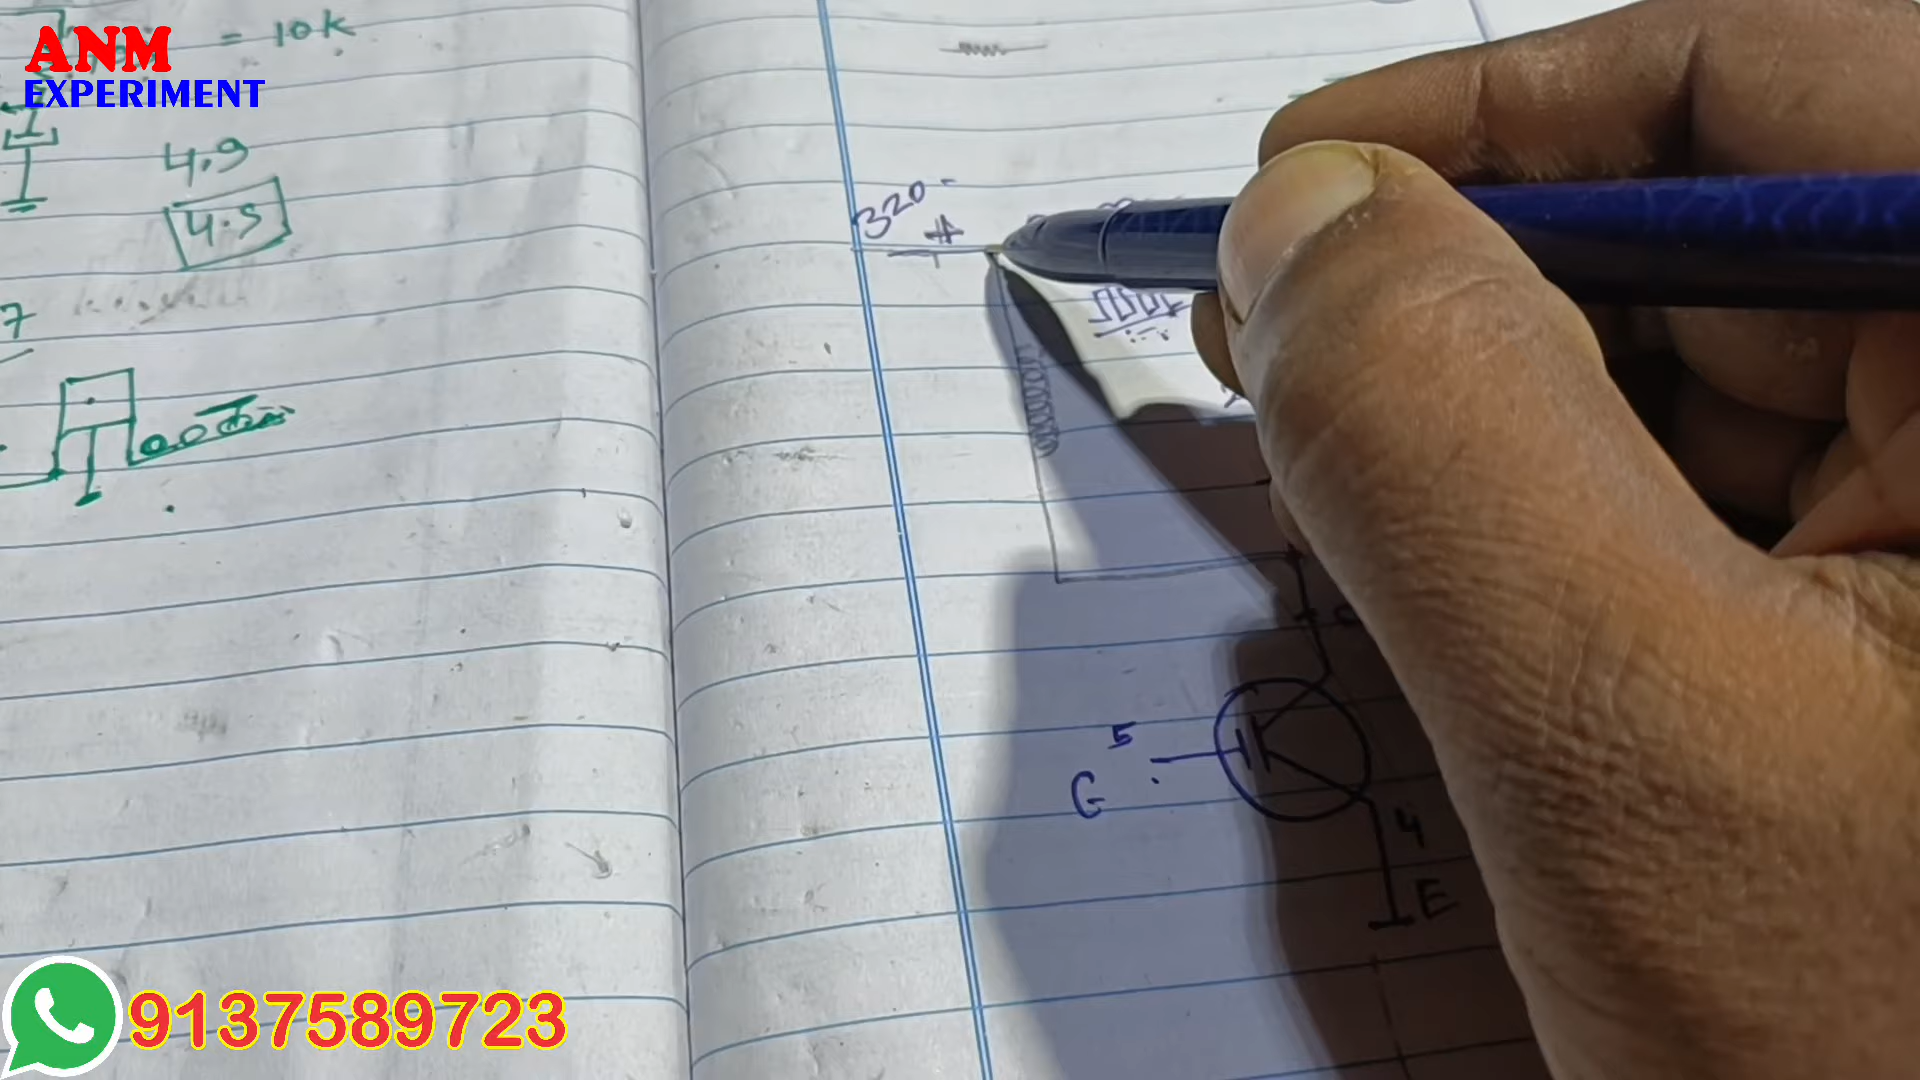 ANM
EXPERIMENT
= 10K
4.9
4.5
7
320
5
G
4
E
9137589723